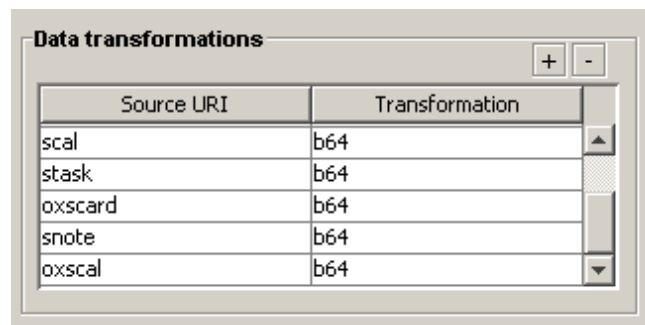 Data transformations
+ -
Source URI Transformation
scal b64
stask b64
oxscard b64
snote b64
oxscal b64